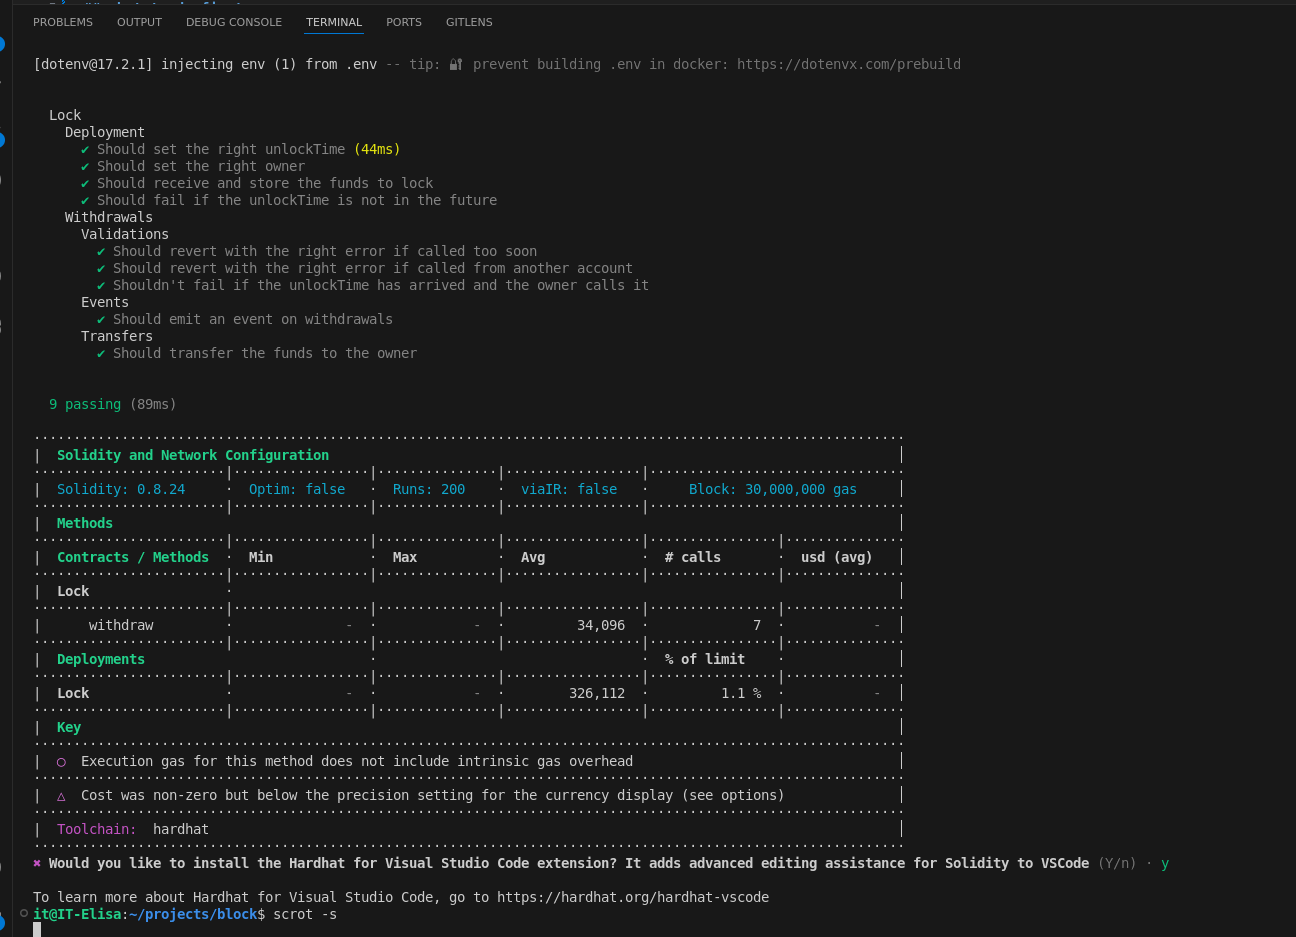 PROBLEMS OUTPUT DEBUG CONSOLE TERMINAL PORTS GITLENS
[dotenv@17.2.1] injecting env (1) from .env -- tip: 🔐 prevent building .env in docker: https://dotenvx.com/prebuild
Lock
Deployment
✔ Should set the right unlockTime (44ms)
✔ Should set the right owner
✔ Should receive and store the funds to lock
✔ Should fail if the unlockTime is not in the future
Withdrawals
Validations
✔ Should revert with the right error if called too soon
✔ Should revert with the right error if called from another account
✔ Shouldn't fail if the unlockTime has arrived and the owner calls it
Events
✔ Should emit an event on withdrawals
Transfers
✔ Should transfer the funds to the owner
9 passing (89ms)
| Solidity and Network Configuration |
| Solidity: 0.8.24 · Optim: false · Runs: 200 · viaIR: false · Block: 30,000,000 gas |
| Methods |
| Contracts / Methods · Min · Max · Avg · # calls · usd (avg) |
| Lock · |
| withdraw · - · - · 34,096 · 7 · - |
| Deployments · · % of limit · |
| Lock · - · - · 326,112 · 1.1 % · - |
| Key |
| ○ Execution gas for this method does not include intrinsic gas overhead |
| △ Cost was non-zero but below the precision setting for the currency display (see options) |
| Toolchain: hardhat |
✖ Would you like to install the Hardhat for Visual Studio Code extension? It adds advanced editing assistance for Solidity to VSCode (Y/n) · y
To learn more about Hardhat for Visual Studio Code, go to https://hardhat.org/hardhat-vscode
it@IT-Elisa:~/projects/block$ scrot -s